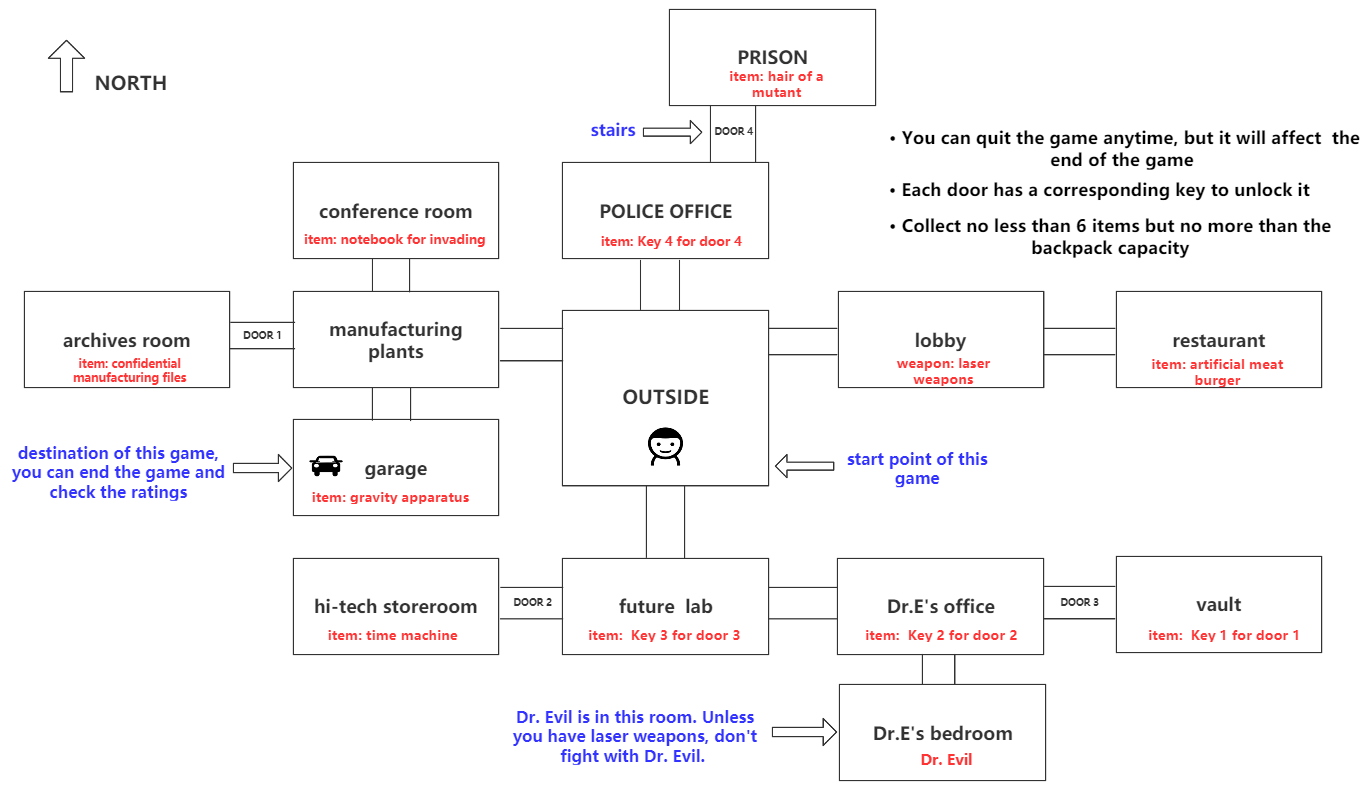 NORTH
PRISON
item: hair of a
mutant
stairs
DOOR 4
• You can quit the game anytime, but it will affect the
end of the game
• Each door has a corresponding key to unlock it
• Collect no less than 6 items but no more than the
backpack capacity
conference room
item: notebook for invading
POLICE OFFICE
item: Key 4 for door 4
archives room
item: confidential
manufacturing files
DOOR 1
manufacturing
plants
OUTSIDE
lobby
weapon: laser
weapons
restaurant
item: artificial meat
burger
destination of this game,
you can end the game and
check the ratings
garage
item: gravity apparatus
start point of this
game
hi-tech storeroom
item: time machine
DOOR 2
future lab
item: Key 3 for door 3
Dr.E's office
item: Key 2 for door 2
DOOR 3
vault
item: Key 1 for door 1
Dr. Evil is in this room. Unless
you have laser weapons, don't
fight with Dr. Evil.
Dr.E's bedroom
Dr. Evil